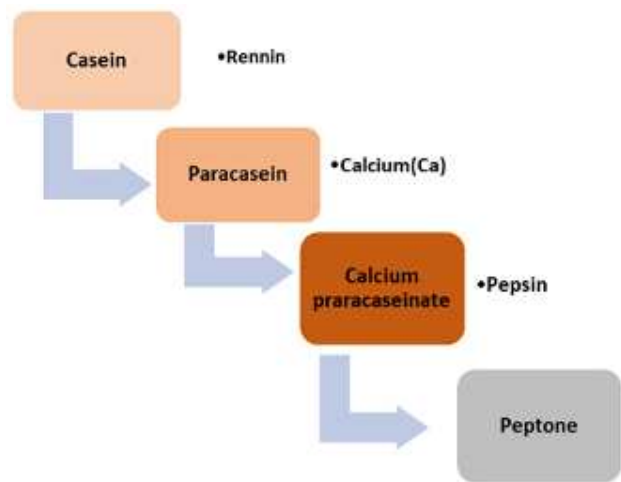 Casein
•Rennin
Paracasein
•Calcium(Ca)
Calcium
praracaseinate
•Pepsin
Peptone